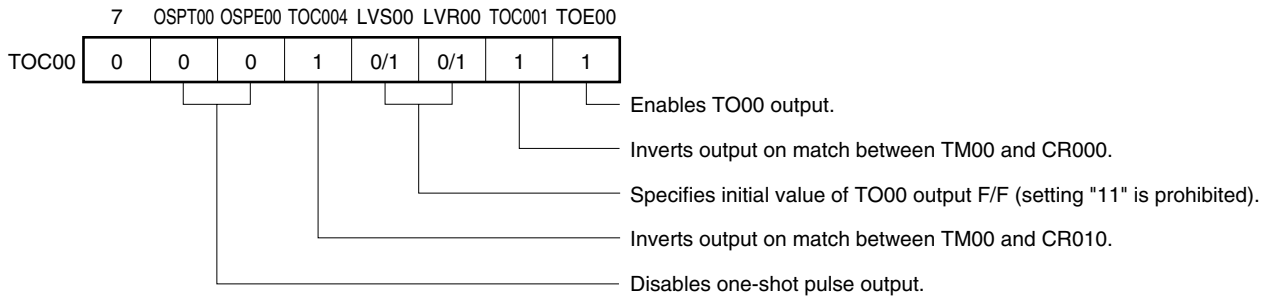 7 OSPT00 OSPE00 TOC004 LVS00 LVR00 TOC001 TOE00
TOC00 0 0 0 1 0/1 0/1 1 1
Enables TO00 output.
Inverts output on match between TM00 and CR000.
Specifies initial value of TO00 output F/F (setting "11" is prohibited).
Inverts output on match between TM00 and CR010.
Disables one-shot pulse output.